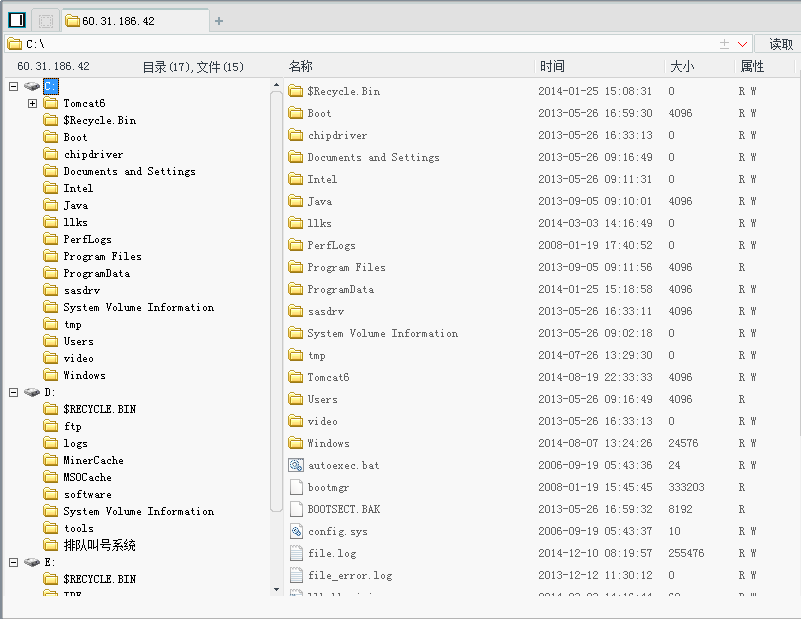 60.31.186.42
C:\
读取
60.31.186.42 目录(17),文件(15)
名称 时间 大小 属性
C:
Tomcat6
$Recycle.Bin
Boot
chipdriver
Documents and Settings
Intel
Java
llks
PerfLogs
Program Files
ProgramData
sasdrv
System Volume Information
tmp
Users
video
Windows
D:
$RECYCLE.BIN
ftp
logs
MinerCache
MSOCache
software
System Volume Information
tools
排队叫号系统
E:
$RECYCLE.BIN
$Recycle.Bin 2014-01-25 15:08:31 0 R W
Boot 2013-05-26 16:59:30 4096 R W
chipdriver 2013-05-26 16:33:13 0 R W
Documents and Settings 2013-05-26 09:16:49 0 R W
Intel 2013-05-26 09:11:31 0 R W
Java 2013-09-05 09:10:01 4096 R W
llks 2014-03-03 14:16:49 0 R W
PerfLogs 2008-01-19 17:40:52 0 R W
Program Files 2013-09-05 09:11:56 4096 R
ProgramData 2014-01-25 15:18:58 4096 R W
sasdrv 2013-05-26 16:33:11 4096 R W
System Volume Information 2013-05-26 09:02:18 0 R W
tmp 2014-07-26 13:29:30 0 R W
Tomcat6 2014-08-19 22:33:33 4096 R W
Users 2013-05-26 09:16:49 4096 R
video 2013-05-26 16:33:13 0 R W
Windows 2014-08-07 13:24:26 24576 R W
autoexec.bat 2006-09-19 05:43:36 24 R W
bootmgr 2008-01-19 15:45:45 333203 R
BOOTSECT.BAK 2013-05-26 16:59:32 8192 R
config.sys 2006-09-19 05:43:37 10 R W
file.log 2014-12-10 08:19:57 255476 R W
file_error.log 2013-12-12 11:30:12 0 R W